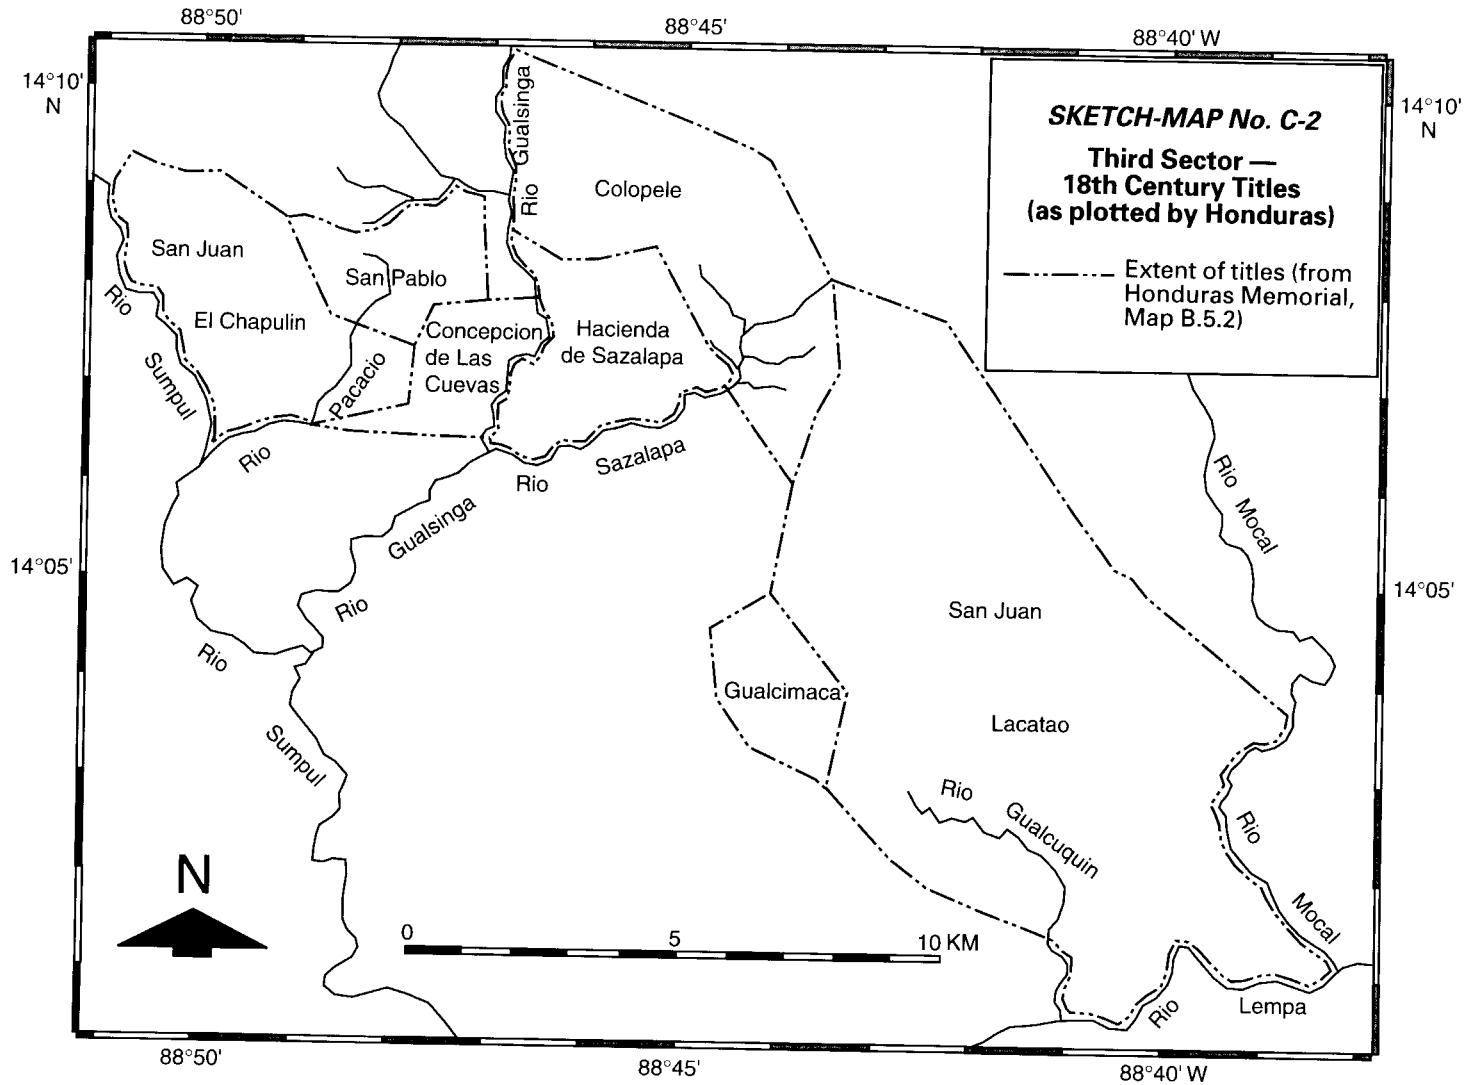 88°50'
88°45'
88°40' W
14°10'
N
14°10'
N
SKETCH-MAP No. C-2
Third Sector —
18th Century Titles
(as plotted by Honduras)
Extent of titles (from
Honduras Memorial,
Map B.5.2)
Rio Gualsinga
Colopele
San Juan
El Chapulin
San Pablo
Concepcion
de Las
Cuevas
Hacienda
de Sazalapa
Rio Sumpul
Pacacio
Rio
Rio Sazalapa
Rio Gualsinga
Rio Mocal
14°05'
14°05'
Rio Sumpul
San Juan
Lacatao
Gualcimaca
Rio Gualcuquin
Rio Mocal
Rio Lempa
N
0 5 10 KM
88°50'
88°45'
88°40' W